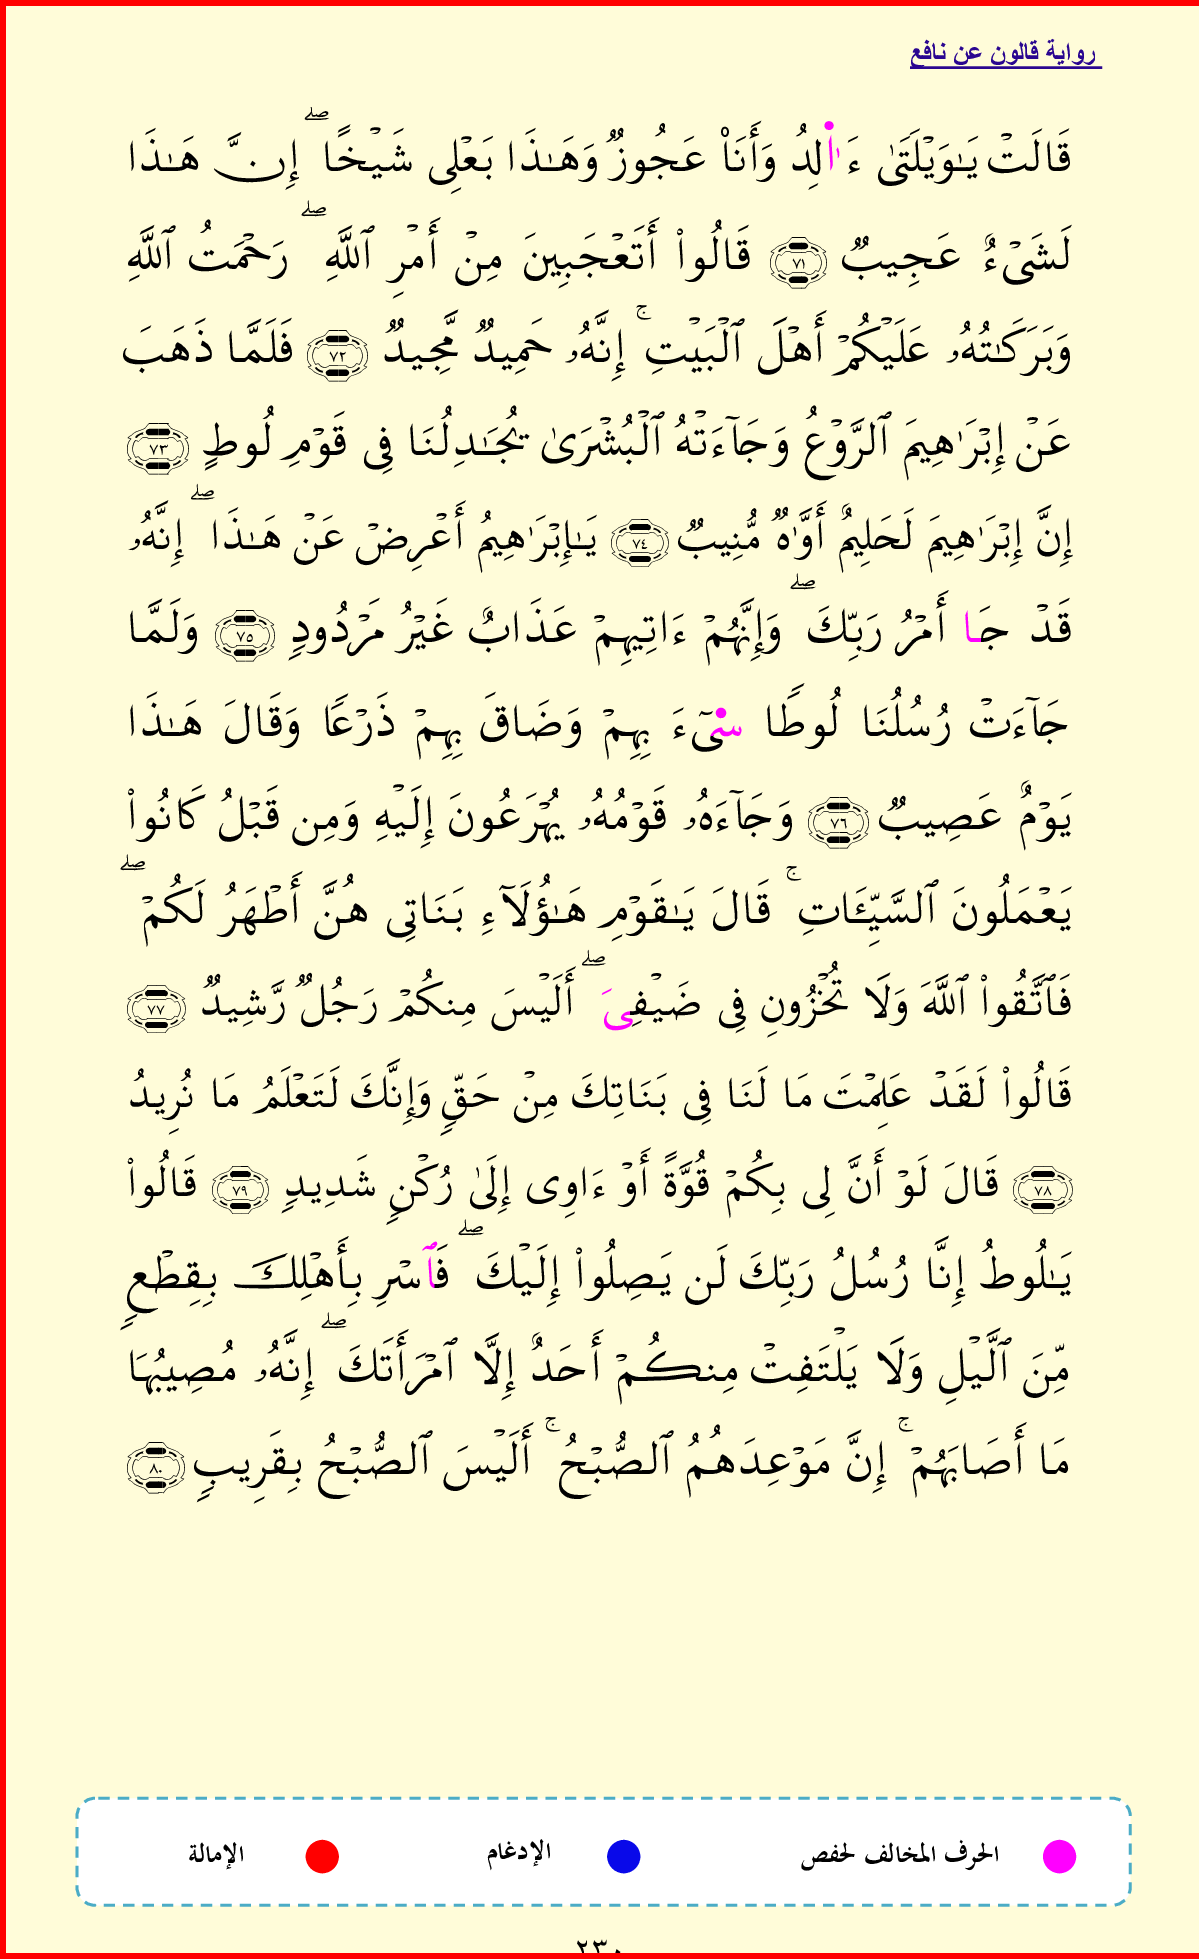 رواية قالون عن نافع
قَالَتْ يَٰوَيْلَتَىٰ ءَا۬لِدُ وَأَنَا۠ عَجُوزٞ وَهَٰذَا بَعْلِي شَيْخًاۖ إِنَّ هَٰذَا
لَشَيْءٌ عَجِيبٞ ٧١ قَالُوٓاْ أَتَعْجَبِينَ مِنْ أَمْرِ ٱللَّهِۖ رَحْمَتُ ٱللَّهِ
وَبَرَكَٰتُهُۥ عَلَيْكُمْ أَهْلَ ٱلْبَيْتِۚ إِنَّهُۥ حَمِيدٞ مَّجِيدٞ ٧٢ فَلَمَّا ذَهَبَ
عَنْ إِبْرَٰهِيمَ ٱلرَّوْعُ وَجَآءَتْهُ ٱلْبُشْرَىٰ يُجَٰدِلُنَا فِي قَوْمِ لُوطٍ ٧٣
إِنَّ إِبْرَٰهِيمَ لَحَلِيمٌ أَوَّٰهٞ مُّنِيبٞ ٧٤ يَٰإِبْرَٰهِيمُ أَعْرِضْ عَنْ هَٰذَاۖ إِنَّهُۥ
قَدْ جَا أَمْرُ رَبِّكَۖ وَإِنَّهُمْ ءَاتِيهِمْ عَذَابٌ غَيْرُ مَرْدُودٖ ٧٥ وَلَمَّا
جَآءَتْ رُسُلُنَا لُوطٗا سِيٓءَ بِهِمْ وَضَاقَ بِهِمْ ذَرْعٗا وَقَالَ هَٰذَا
يَوْمٌ عَصِيبٞ ٧٦ وَجَآءَهُۥ قَوْمُهُۥ يُهْرَعُونَ إِلَيْهِ وَمِن قَبْلُ كَانُواْ
يَعْمَلُونَ ٱلسَّيِّـَٔاتِۚ قَالَ يَٰقَوْمِ هَٰؤُلَآءِ بَنَاتِي هُنَّ أَطْهَرُ لَكُمْۖ
فَٱتَّقُواْ ٱللَّهَ وَلَا تُخْزُونِ فِي ضَيْفِيَۖ أَلَيْسَ مِنكُمْ رَجُلٞ رَّشِيدٞ ٧٧
قَالُواْ لَقَدْ عَلِمْتَ مَا لَنَا فِي بَنَاتِكَ مِنْ حَقّٖ وَإِنَّكَ لَتَعْلَمُ مَا نُرِيدُ
٧٨ قَالَ لَوْ أَنَّ لِي بِكُمْ قُوَّةً أَوْ ءَاوِي إِلَىٰ رُكْنٖ شَدِيدٖ ٧٩ قَالُواْ
يَٰلُوطُ إِنَّا رُسُلُ رَبِّكَ لَن يَصِلُواْ إِلَيْكَۖ فَٱسْرِ بِأَهْلِكَ بِقِطْعٖ
مِّنَ ٱلَّيْلِ وَلَا يَلْتَفِتْ مِنكُمْ أَحَدٌ إِلَّا ٱمْرَأَتَكَۖ إِنَّهُۥ مُصِيبُهَا
مَا أَصَابَهُمْۚ إِنَّ مَوْعِدَهُمُ ٱلصُّبْحُۚ أَلَيْسَ ٱلصُّبْحُ بِقَرِيبٖ ٨٠
الحرف المخالف لحفص الإدغام الإمالة
٢٣٠